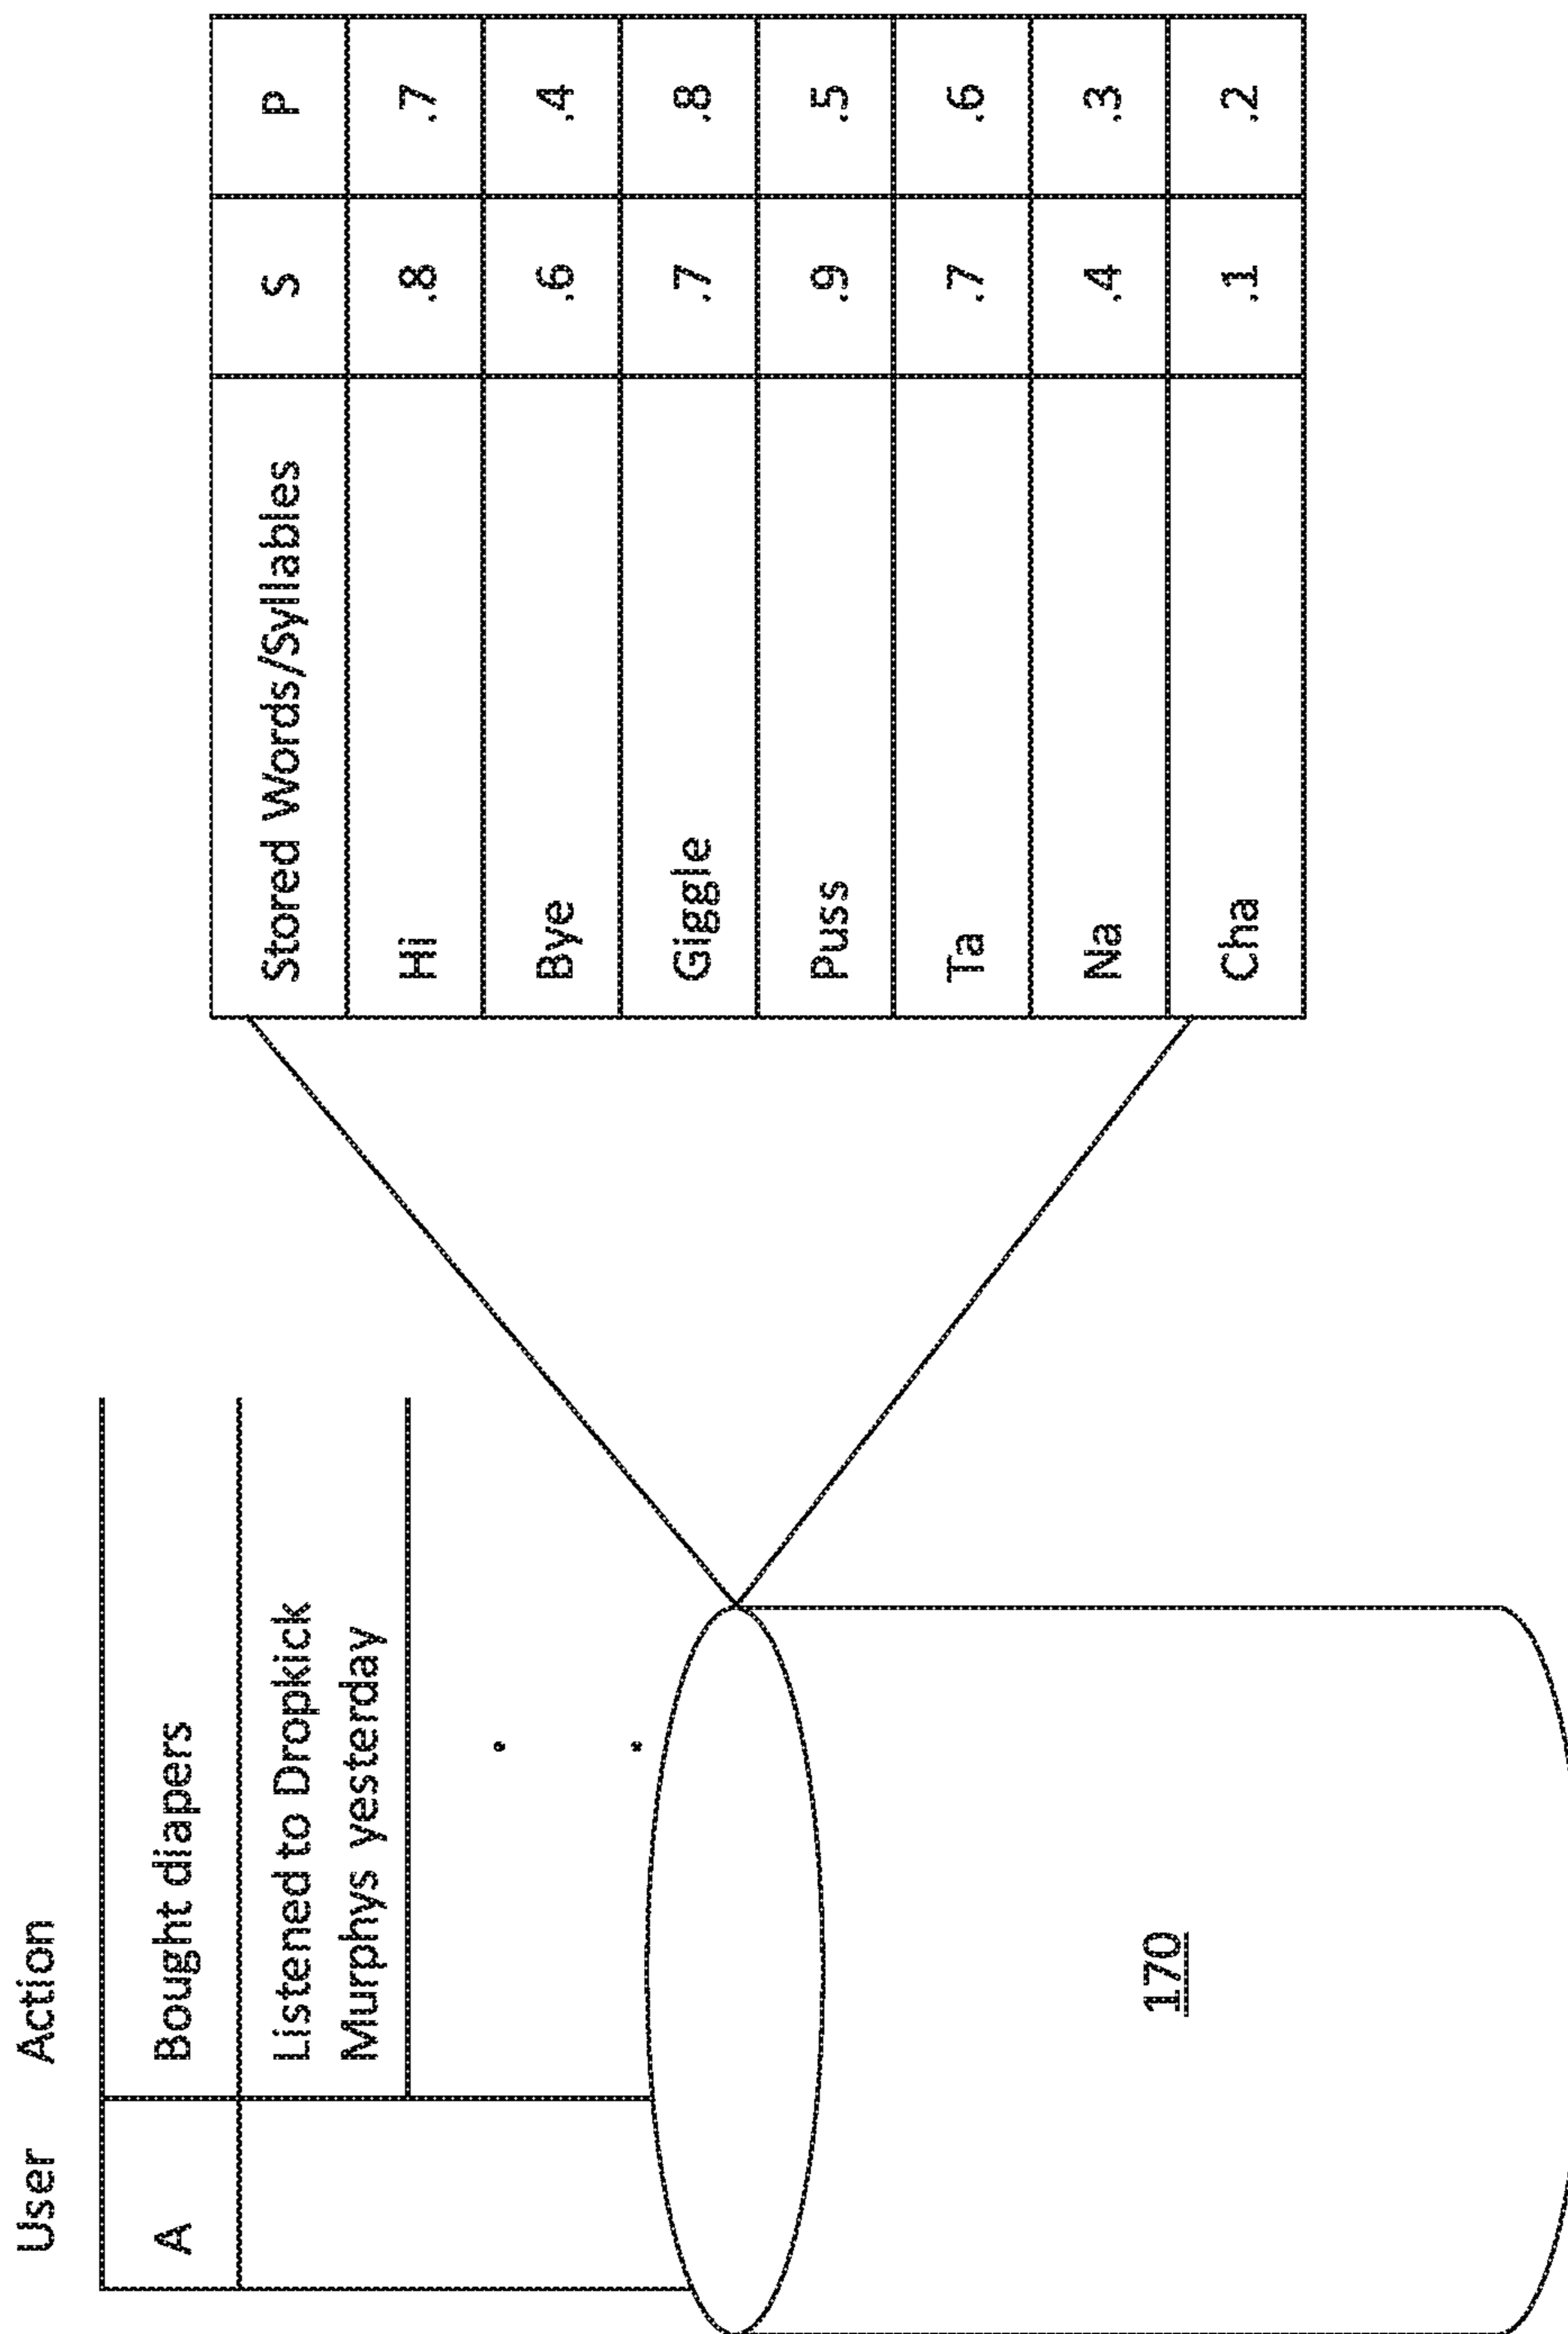 User Action
A Bought diapers
Listened to Dropkick
Murphys yesterday
170
Stored Words/Syllables S P
Hi .8 .7
Bye .6 .4
Giggle .7 .8
Puss .9 .5
Ta .7 .6
Na .4 .3
Cha .1 .2